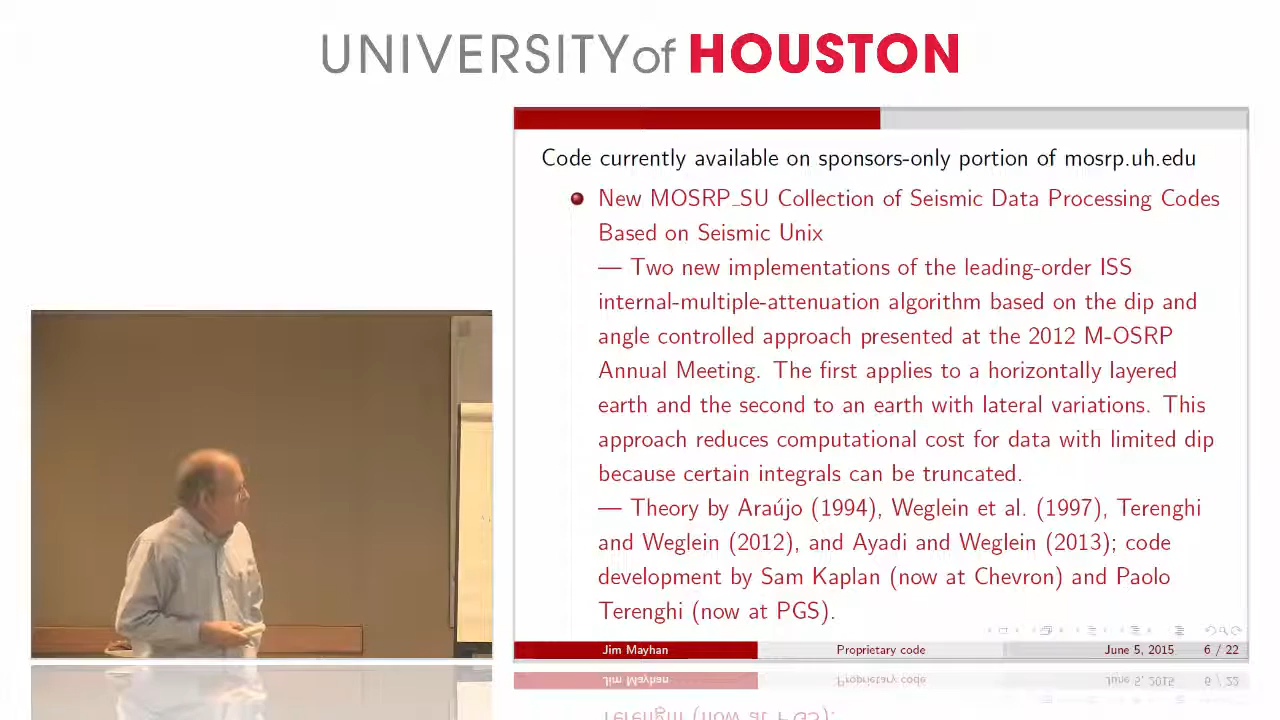 UNIVERSITY of HOUSTON
Code currently available on sponsors-only portion of mosrp.uh.edu
New MOSRP_SU Collection of Seismic Data Processing Codes
Based on Seismic Unix
— Two new implementations of the leading-order ISS
internal-multiple-attenuation algorithm based on the dip and
angle controlled approach presented at the 2012 M-OSRP
Annual Meeting. The first applies to a horizontally layered
earth and the second to an earth with lateral variations. This
approach reduces computational cost for data with limited dip
because certain integrals can be truncated.
— Theory by Araújo (1994), Weglein et al. (1997), Terenghi
and Weglein (2012), and Ayadi and Weglein (2013); code
development by Sam Kaplan (now at Chevron) and Paolo
Terenghi (now at PGS).
Jim Mayhan Proprietary code June 5, 2015 6 / 22